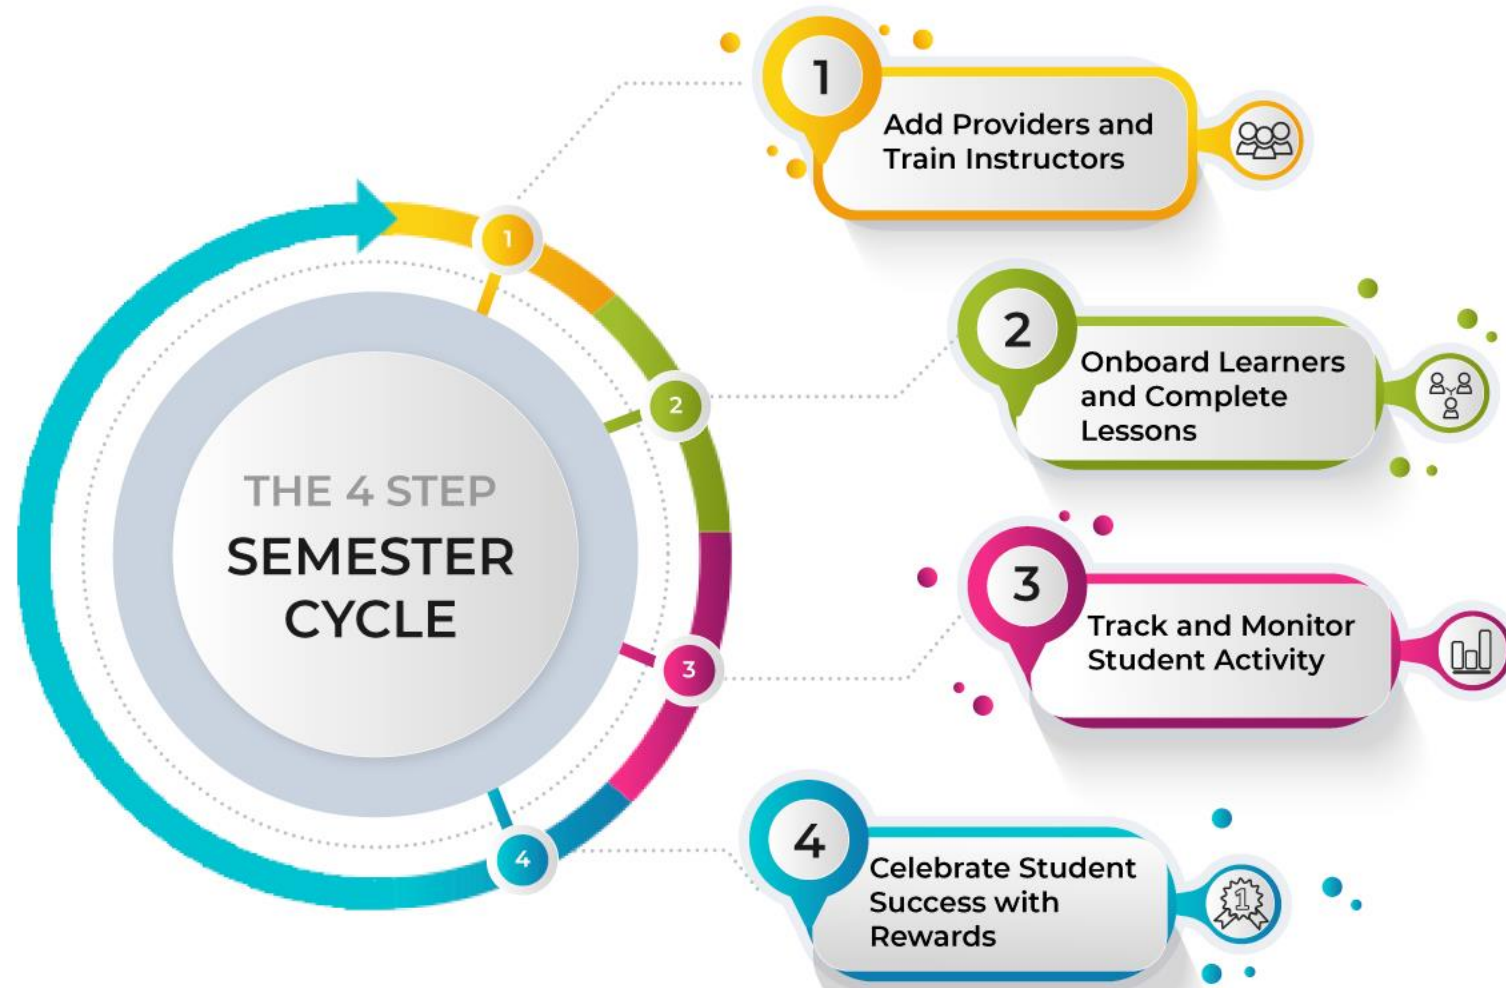 THE 4 STEP
SEMESTER
CYCLE
1
2
3
4
1
Add Providers and
Train Instructors
2
Onboard Learners
and Complete
Lessons
3
Track and Monitor
Student Activity
4
Celebrate Student
Success with
Rewards
1